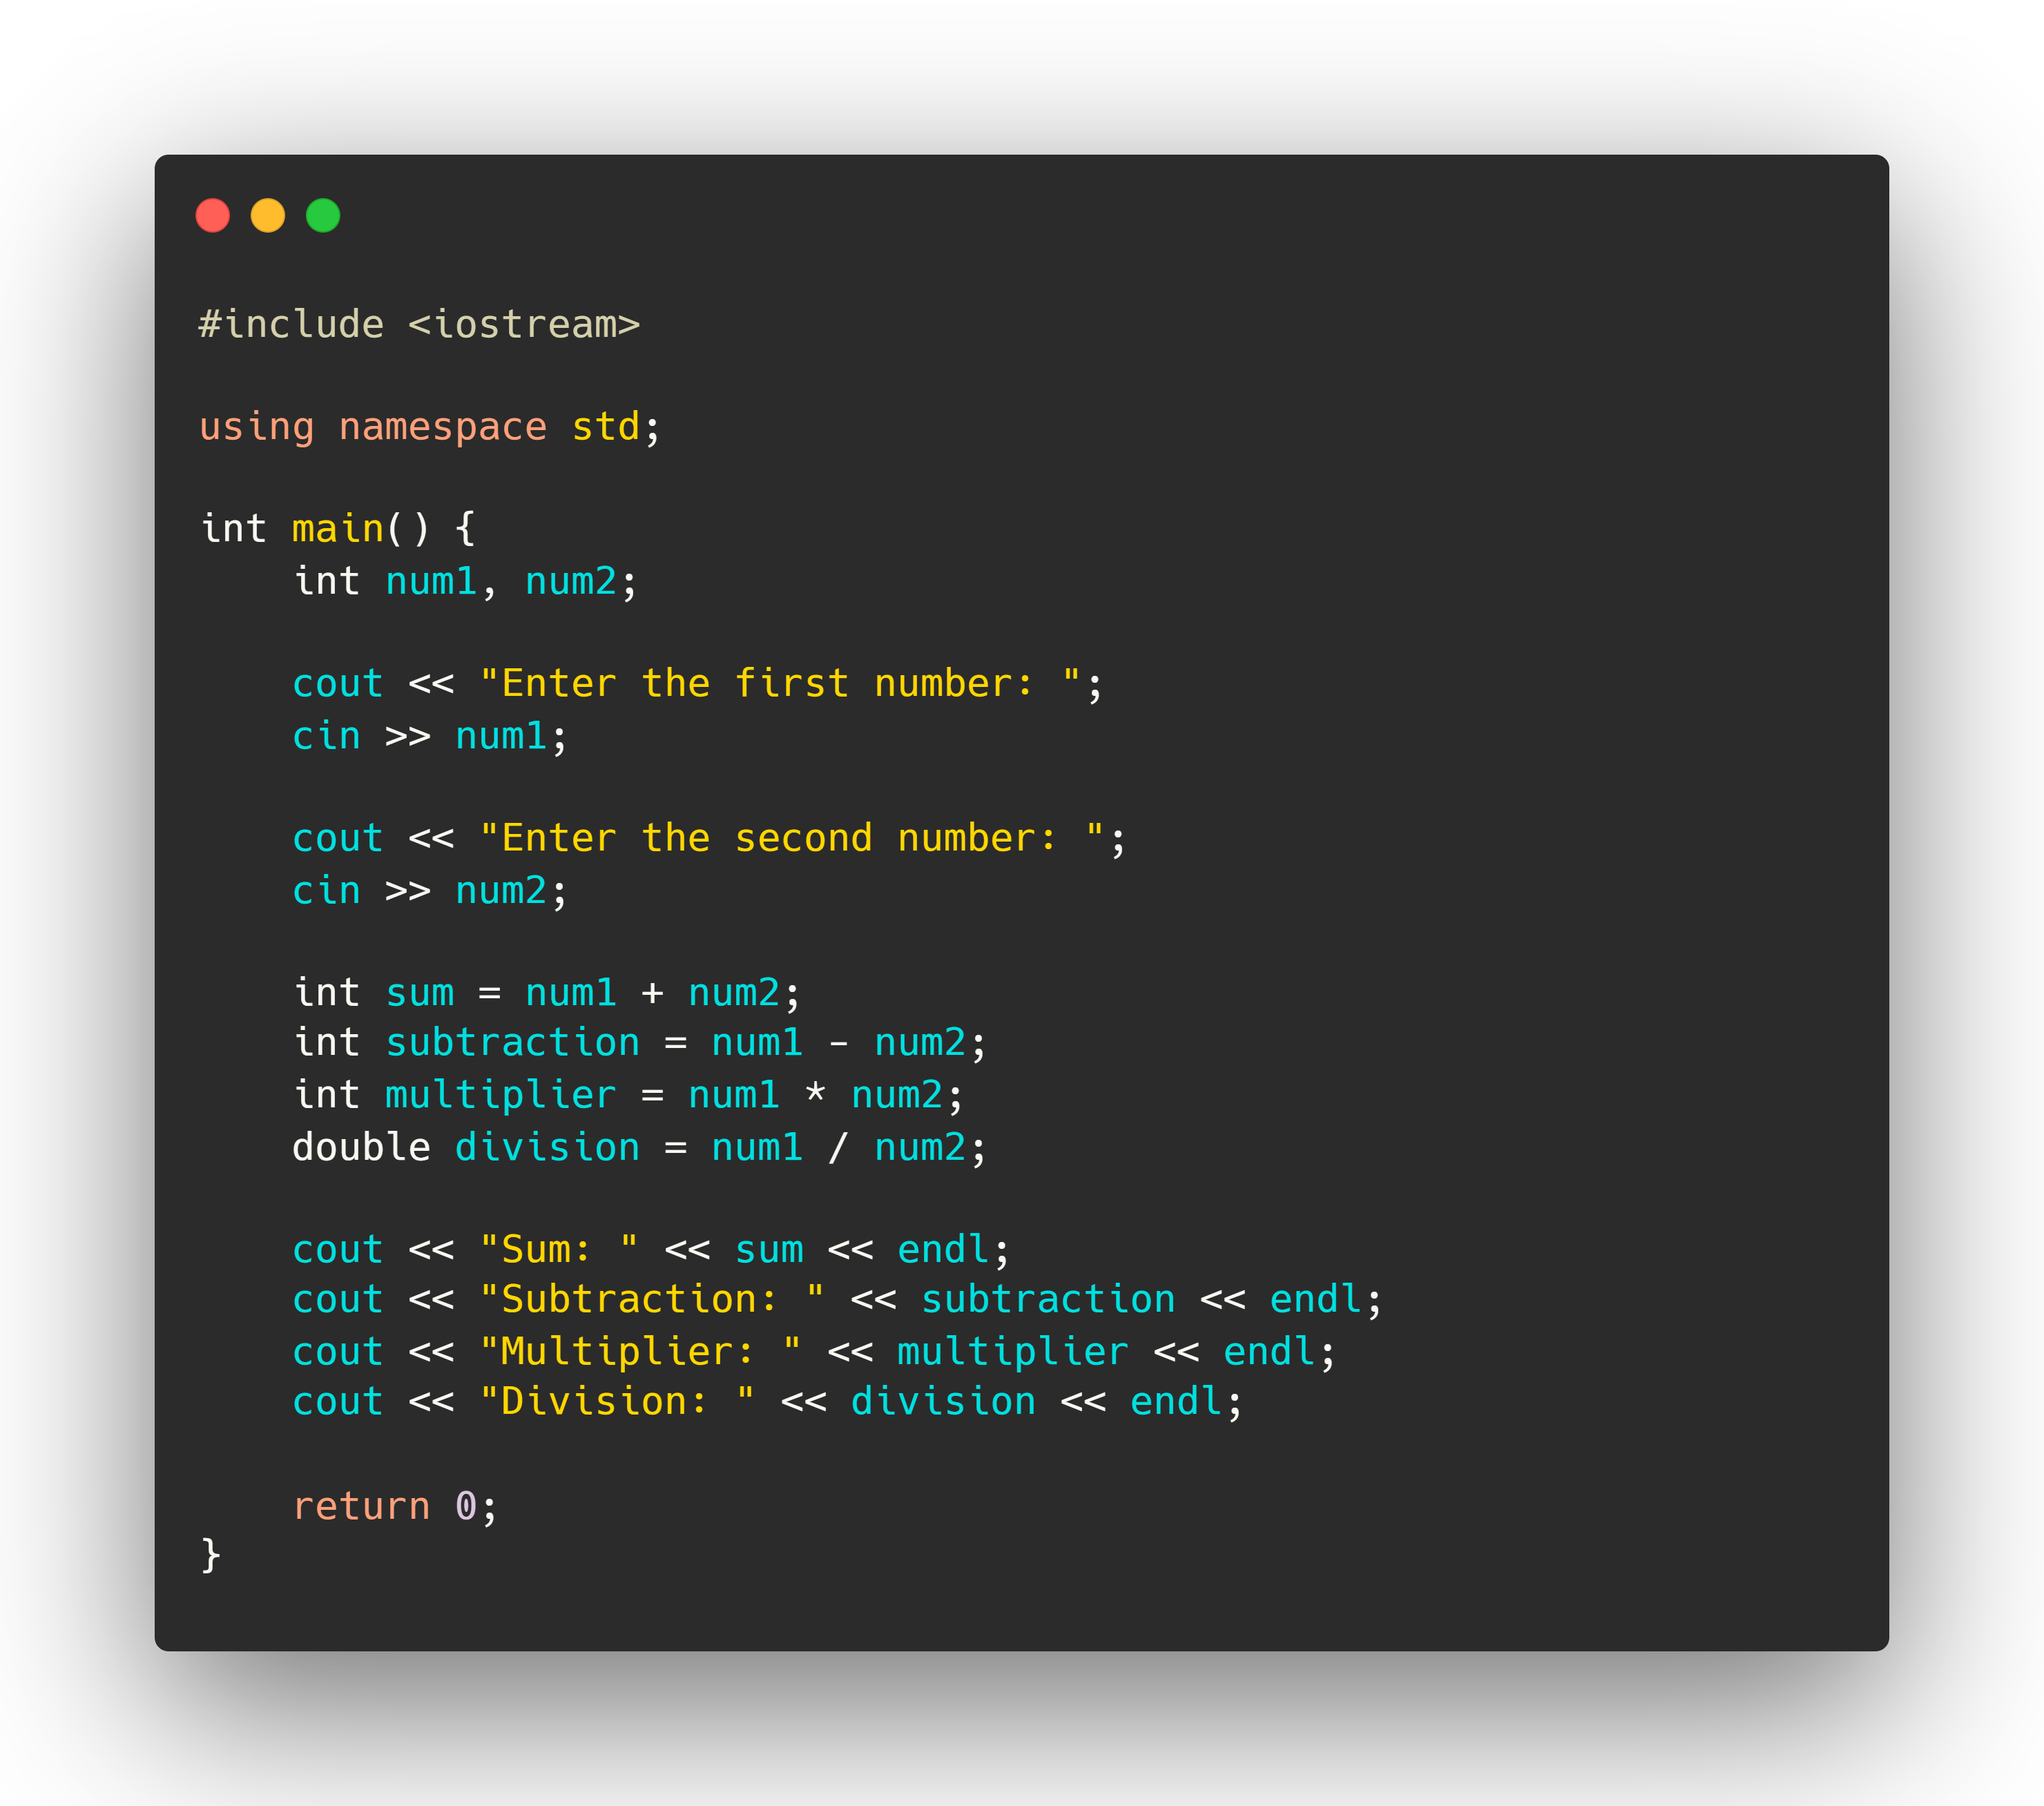 #include <iostream>
using namespace std;
int main() {
    int num1, num2;
    cout << "Enter the first number: ";
    cin >> num1;
    cout << "Enter the second number: ";
    cin >> num2;
    int sum = num1 + num2;
    int subtraction = num1 - num2;
    int multiplier = num1 * num2;
    double division = num1 / num2;
    cout << "Sum: " << sum << endl;
    cout << "Subtraction: " << subtraction << endl;
    cout << "Multiplier: " << multiplier << endl;
    cout << "Division: " << division << endl;
    return 0;
}